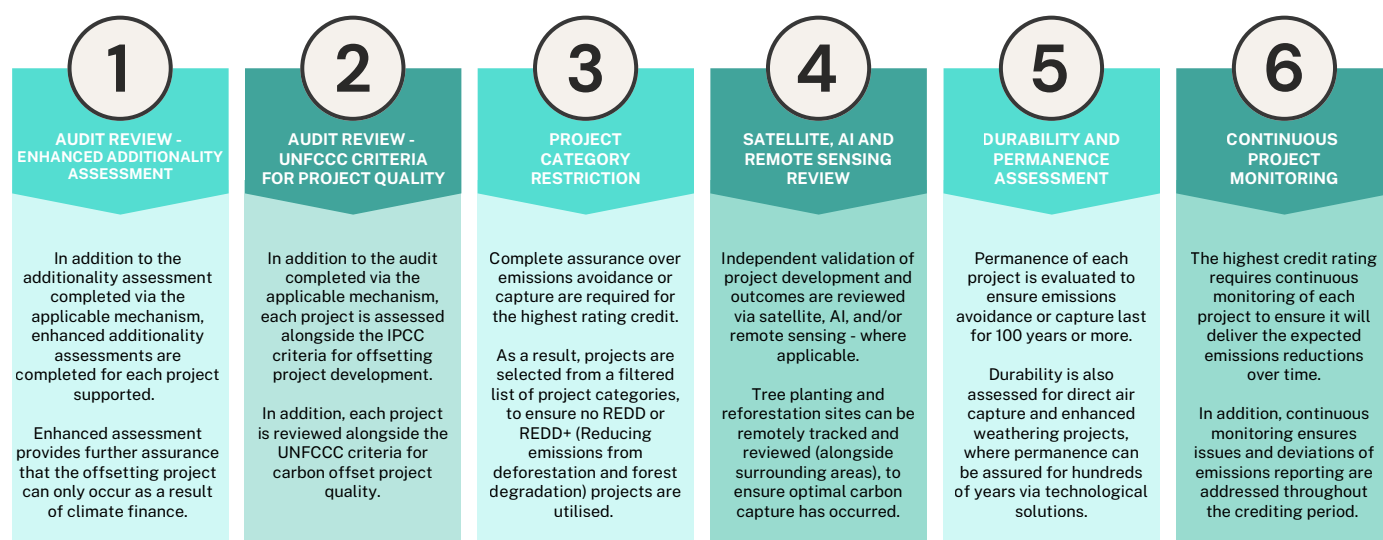 1
AUDIT REVIEW -
ENHANCED ADDITIONALITY
ASSESSMENT
In addition to the
additionality assessment
completed via the
applicable mechanism,
enhanced additionality
assessments are
completed for each project
supported.
Enhanced assessment
provides further assurance
that the offsetting project
can only occur as a result
of climate finance.
2
AUDIT REVIEW -
UNFCCC CRITERIA
FOR PROJECT QUALITY
In addition to the audit
completed via the
applicable mechanism,
each project is assessed
alongside the IPCC
criteria for offsetting
project development.
In addition, each project
is reviewed alongside the
UNFCCC criteria for
carbon offset project
quality.
3
PROJECT
CATEGORY
RESTRICTION
Complete assurance over
emissions avoidance or
capture are required for
the highest rating credit.
As a result, projects are
selected from a filtered
list of project categories,
to ensure no REDD or
REDD+ (Reducing
emissions from
deforestation and forest
degradation) projects are
utilised.
4
SATELLITE, AI AND
REMOTE SENSING
REVIEW
Independent validation of
project development and
outcomes are reviewed
via satellite, AI, and/or
remote sensing - where
applicable.
Tree planting and
reforestation sites can be
remotely tracked and
reviewed (alongside
surrounding areas), to
ensure optimal carbon
capture has occurred.
5
DURABILITY AND
PERMANENCE
ASSESSMENT
Permanence of each
project is evaluated to
ensure emissions
avoidance or capture last
for 100 years or more.
Durability is also
assessed for direct air
capture and enhanced
weathering projects,
where permanence can
be assured for hundreds
of years via technological
solutions.
6
CONTINUOUS
PROJECT
MONITORING
The highest credit rating
requires continuous
monitoring of each
project to ensure it will
deliver the expected
emissions reductions
over time.
In addition, continuous
monitoring ensures
issues and deviations of
emissions reporting are
addressed throughout
the crediting period.